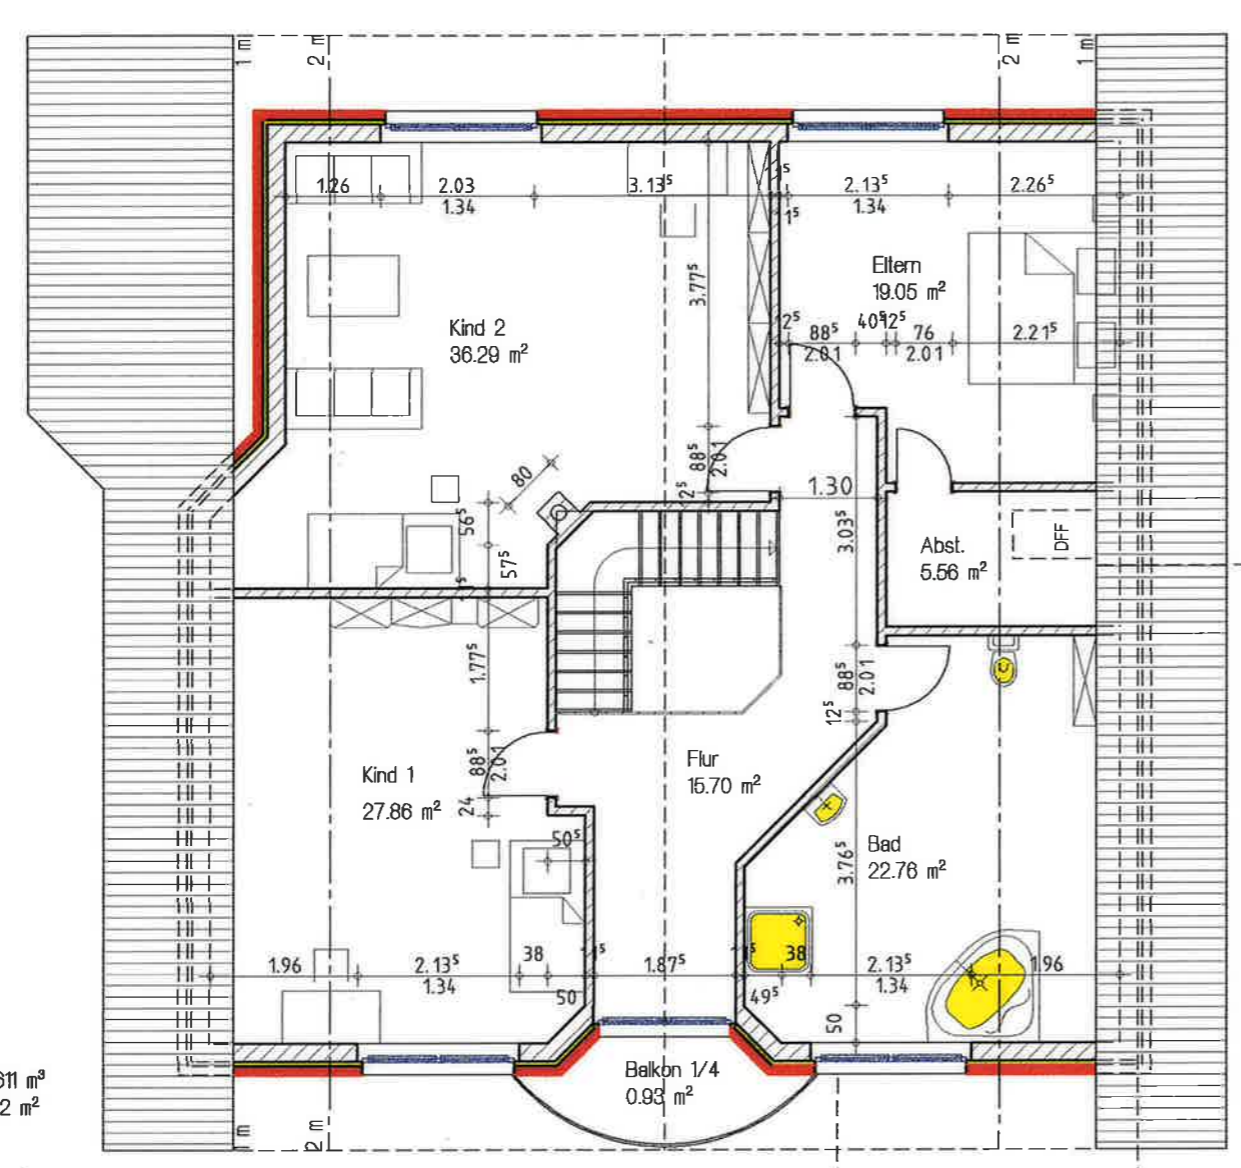 1 m
2 m
2 m
1 m
1.26
2.03
1.34
3.13⁵
1⁵
2.13⁵
1.34
2.26⁵
1⁵
Eltern
19.05 m²
3.77⁵
Kind 2
36.29 m²
2⁵
88⁵
2.01
40⁵
12⁵
76
2.01
2.21⁵
80
88⁵
2.01
2⁵
1.30
56⁵
57⁵
3.03⁵
Abst.
5.56 m²
DFF
1.77⁵
88⁵
2.01
12⁵
88⁵
2.01
24
Flur
15.70 m²
Kind 1
27.86 m²
50⁵
Bad
22.76 m²
3.76⁵
1.96
2.13⁵
1.34
38
50
1.87⁵
38
49⁵
2.13⁵
1.34
1.96
50
Balkon 1/4
0.93 m²
611 m³
2 m²
m
2 m